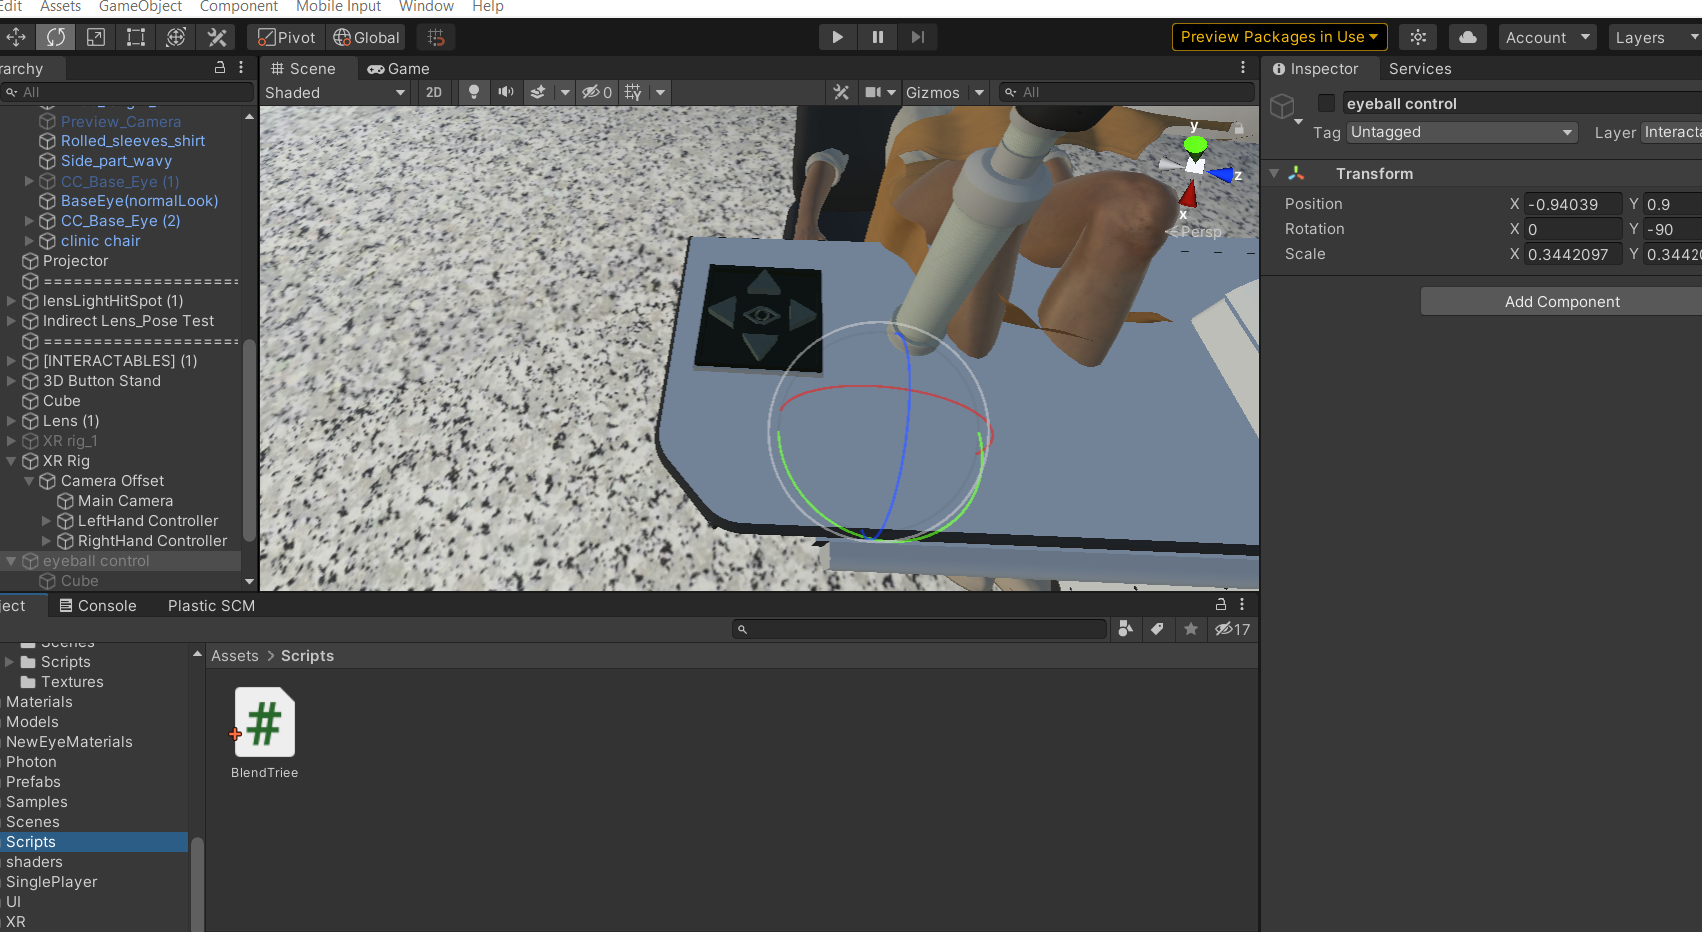 Edit Assets GameObject Component Mobile Input Window Help
Pivot Global Preview Packages in Use Account Layers
rarchy
All
Preview_Camera
Rolled_sleeves_shirt
Side_part_wavy
CC_Base_Eye (1)
BaseEye(normalLook)
CC_Base_Eye (2)
clinic chair
Projector
====================
lensLightHitSpot (1)
Indirect Lens_Pose Test
====================
[INTERACTABLES] (1)
3D Button Stand
Cube
Lens (1)
XR rig_1
XR Rig
Camera Offset
Main Camera
LeftHand Controller
RightHand Controller
eyeball control
Cube
Scene Game
Shaded 2D 0 Gizmos All
y
z
x
Persp
Inspector Services
eyeball control
Tag Untagged Layer Interacta
Transform
Position X -0.94039 Y 0.9
Rotation X 0 Y -90
Scale X 0.3442097 Y 0.3442
Add Component
ject Console Plastic SCM
17
Scenes
Scripts
Textures
Materials
Models
NewEyeMaterials
Photon
Prefabs
Samples
Scenes
Scripts
shaders
SinglePlayer
UI
XR
Assets > Scripts
#
BlendTriee